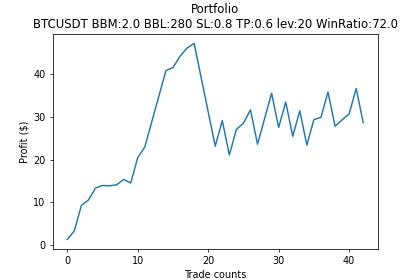 Portfolio
BTCUSDT BBM:2.0 BBL:280 SL:0.8 TP:0.6 lev:20 WinRatio:72.0
Profit ($)
40
30
20
10
0
0 10 20 30 40
Trade counts